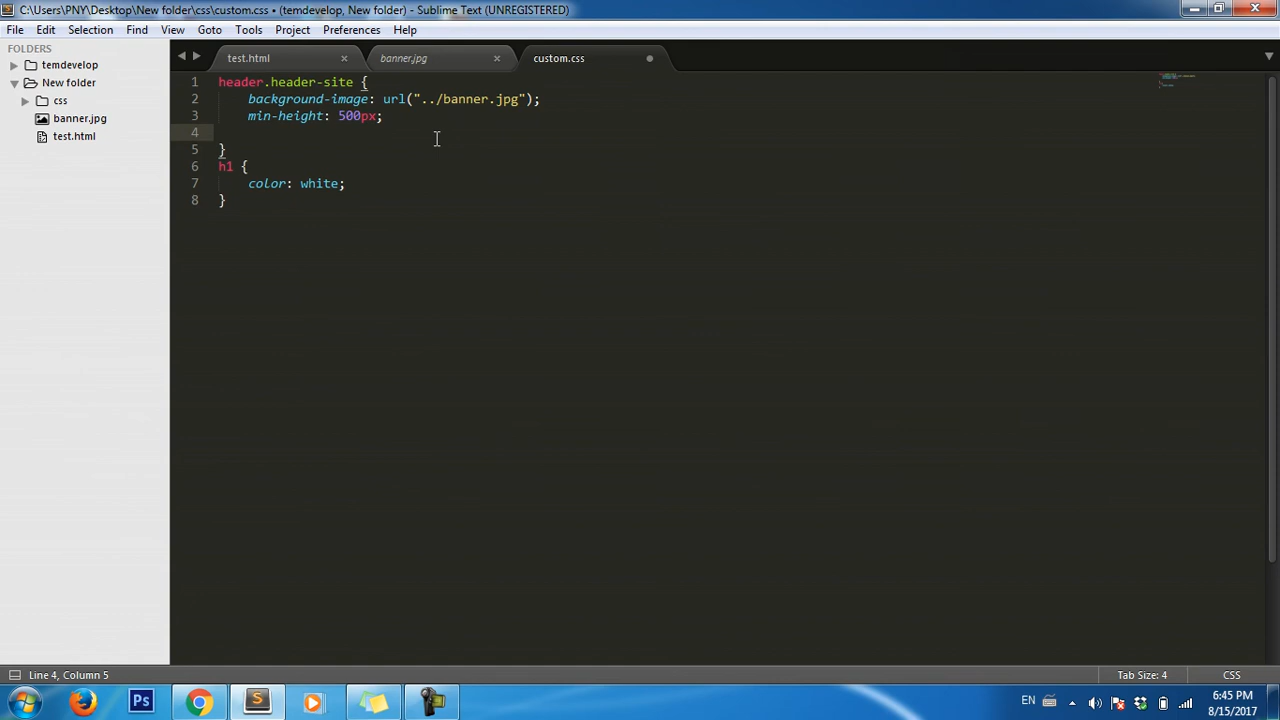 C:\Users\PNY\Desktop\New folder\css\custom.css • (temdevelop, New folder) - Sublime Text (UNREGISTERED)
File Edit Selection Find View Goto Tools Project Preferences Help
FOLDERS
temdevelop
New folder
css
banner.jpg
test.html
test.html × banner.jpg × custom.css
1 header.header-site {
2 background-image: url("../banner.jpg");
3 min-height: 500px;
4
5 }
6 h1 {
7 color: white;
8 }
Line 4, Column 5 Tab Size: 4 CSS
Ps S EN 6:45 PM
8/15/2017